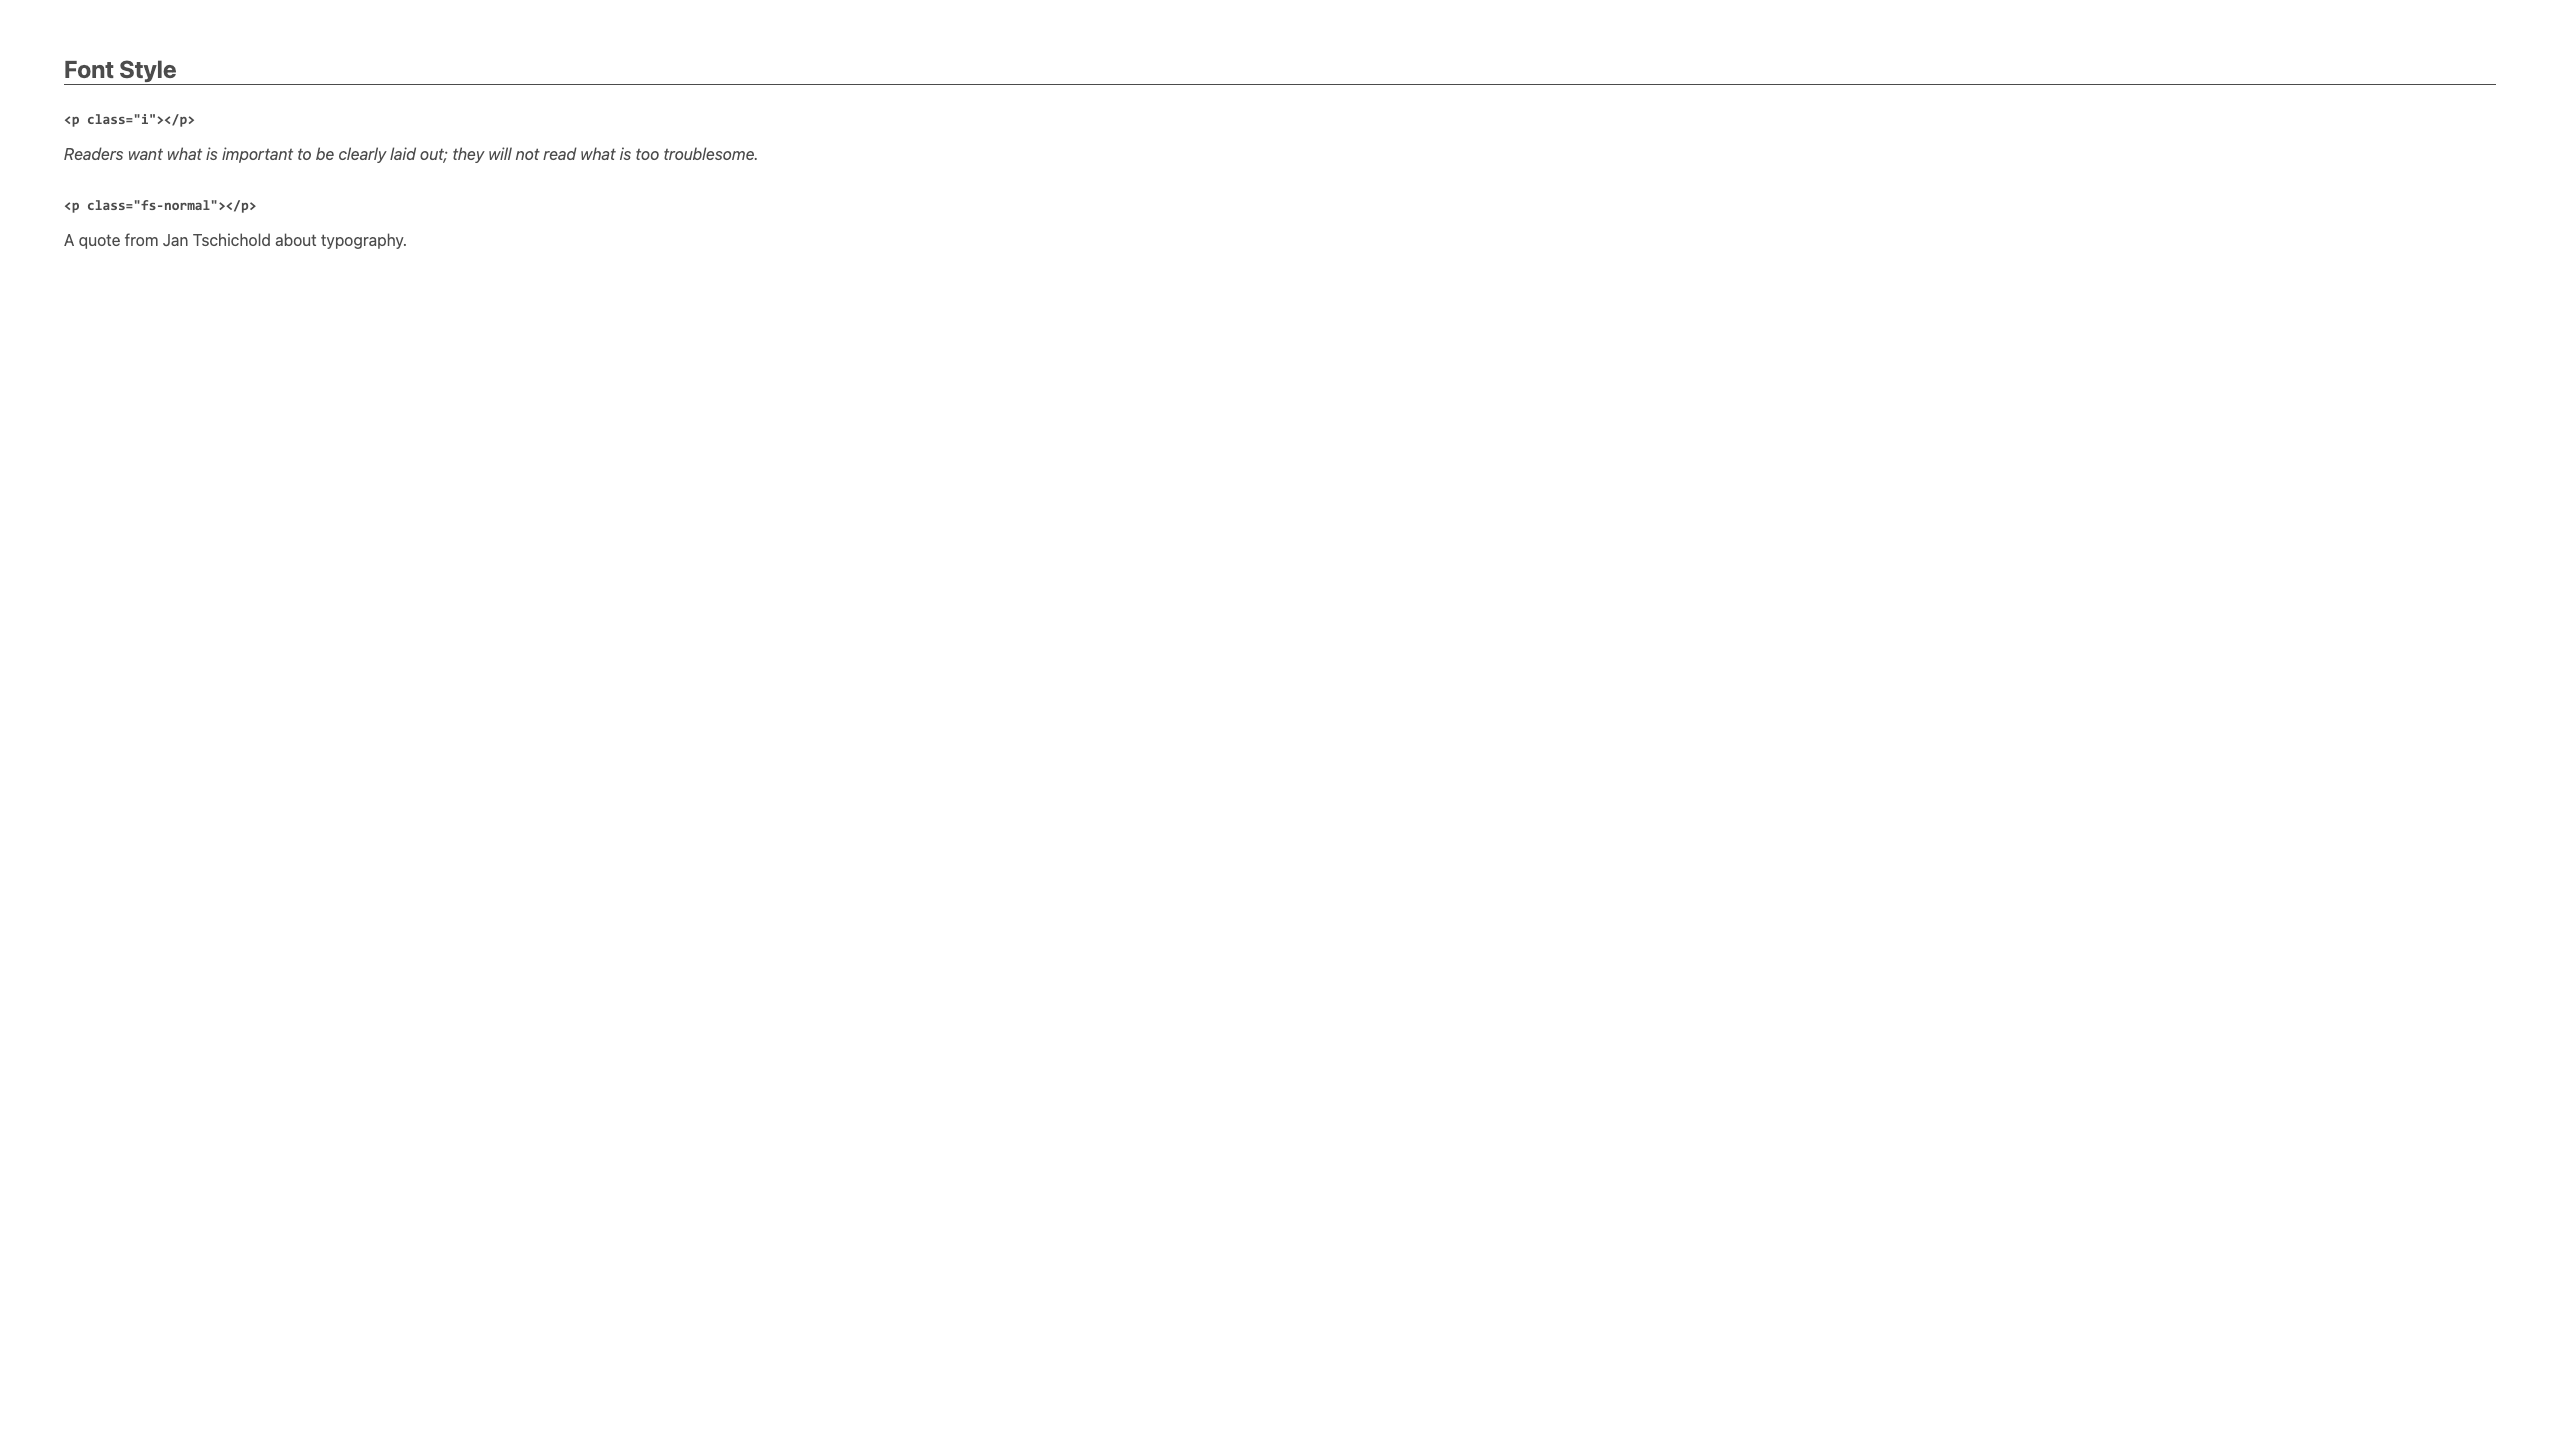 Font Style
<p class="i"></p>
Readers want what is important to be clearly laid out; they will not read what is too troublesome.
<p class="fs-normal"></p>
A quote from Jan Tschichold about typography.